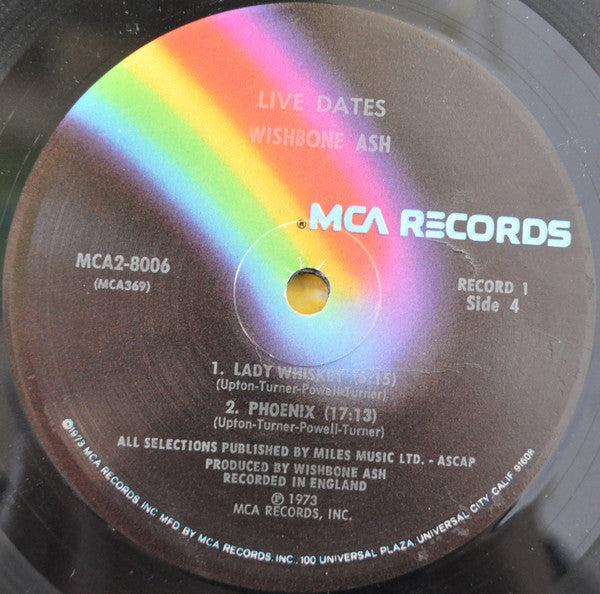 LIVE DATES
WISHBONE ASH
® MCA RECORDS
MCA2-8006
(MCA369)
RECORD 1
Side 4
1. LADY WHISKEY (6:15)
(Upton-Turner-Powell-Turner)
2. PHOENIX (17:13)
(Upton-Turner-Powell-Turner)
ALL SELECTIONS PUBLISHED BY MILES MUSIC LTD. - ASCAP
PRODUCED BY WISHBONE ASH
RECORDED IN ENGLAND
℗ 1973
MCA RECORDS, INC.
©1973 MCA RECORDS INC MFD BY MCA RECORDS, INC., 100 UNIVERSAL PLAZA, UNIVERSAL CITY, CALIF 91608